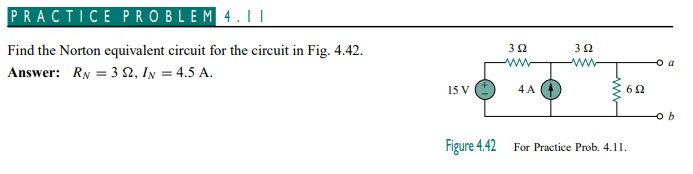 PRACTICE PROBLEM 4.11
Find the Norton equivalent circuit for the circuit in Fig. 4.42.
Answer: R_N = 3 Ω, I_N = 4.5 A.
3 Ω
3 Ω
a
15 V
+
−
4 A
6 Ω
b
Figure 4.42 For Practice Prob. 4.11.